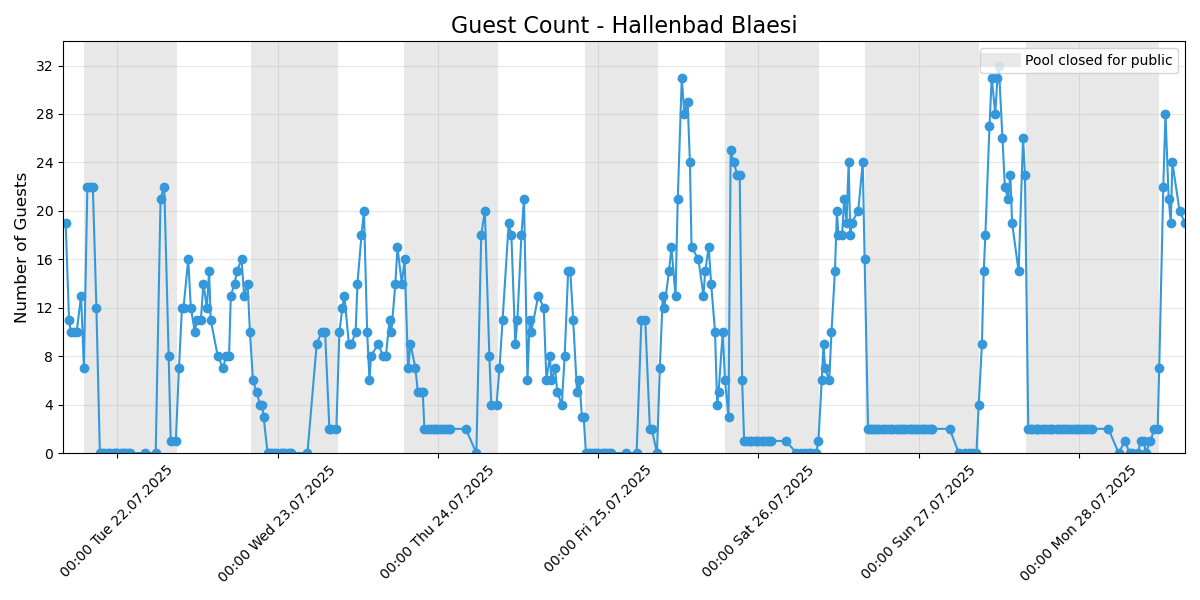 Guest Count - Hallenbad Blaesi
Pool closed for public
Number of Guests
32
28
24
20
16
12
8
4
0
00:00 Tue 22.07.2025
00:00 Wed 23.07.2025
00:00 Thu 24.07.2025
00:00 Fri 25.07.2025
00:00 Sat 26.07.2025
00:00 Sun 27.07.2025
00:00 Mon 28.07.2025